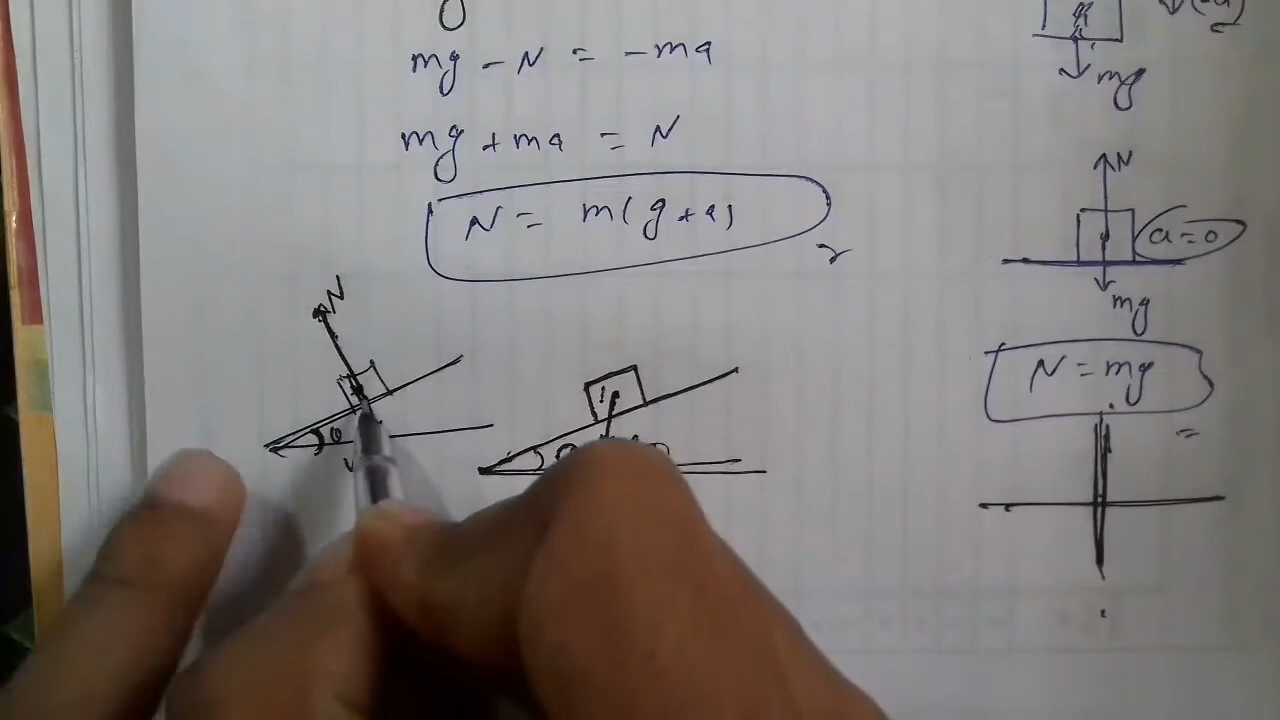 mg - N = -ma
mg + ma = N
N = m(g+a)
mg
N
a=0
mg
N = mg
N
θ